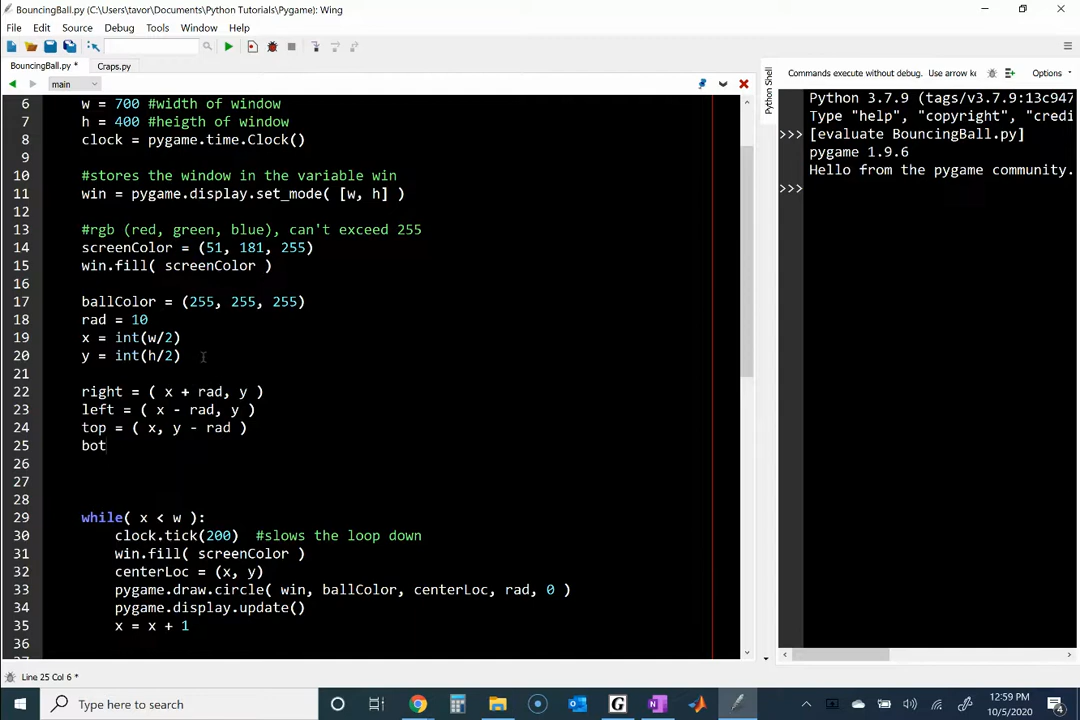 BouncingBall.py (C:\Users\tavor\Documents\Python Tutorials\Pygame): Wing
File Edit Search Source Debug Tools Window Help
BouncingBall.py * Craps.py
main
6 w = 700 #width of window
7 h = 400 #heigth of window
8 clock = pygame.time.Clock()
9
10 #stores the window in the variable win
11 win = pygame.display.set_mode( [w, h] )
12
13 #rgb (red, green, blue), can't exceed 255
14 screenColor = (51, 181, 255)
15 win.fill( screenColor )
16
17 ballColor = (255, 255, 255)
18 rad = 10
19 x = int(w/2)
20 y = int(h/2)
21
22 right = ( x + rad, y )
23 left = ( x - rad, y )
24 top = ( x, y - rad )
25 bot
26
27
28
29 while( x < w ):
30 clock.tick(200) #slows the loop down
31 win.fill( screenColor )
32 centerLoc = (x, y)
33 pygame.draw.circle( win, ballColor, centerLoc, rad, 0 )
34 pygame.display.update()
35 x = x + 1
36
Line 25 Col 6 *
Python Shell
Commands execute without debug. Use arrow k
Options
Python 3.7.9 (tags/v3.7.9:13c947
Type "help", "copyright", "credi
>>> [evaluate BouncingBall.py]
pygame 1.9.6
Hello from the pygame community.
>>>
Type here to search
G
N
12:59 PM
10/5/2020
4